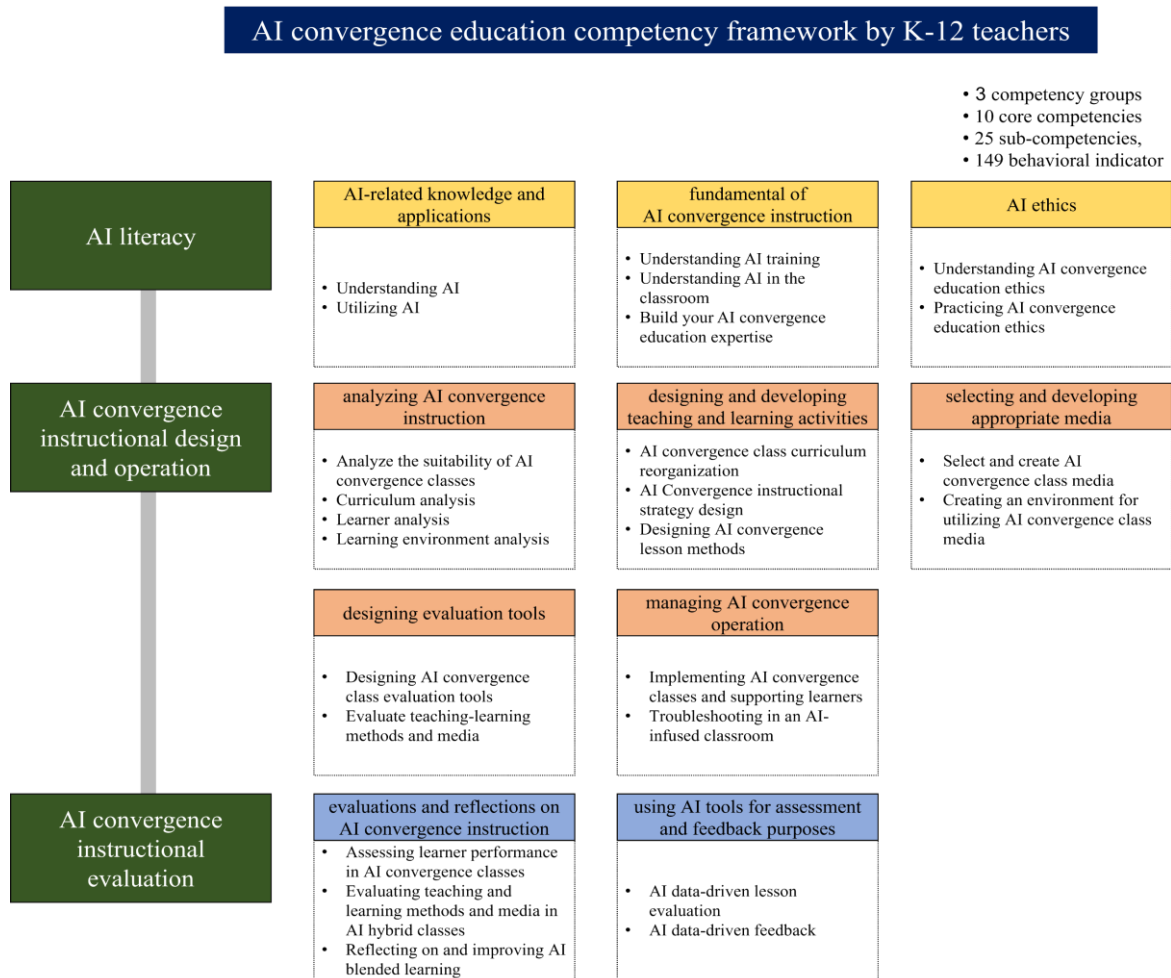 AI convergence education competency framework by K-12 teachers
• 3 competency groups
• 10 core competencies
• 25 sub-competencies,
• 149 behavioral indicator
AI literacy
AI-related knowledge and
applications
• Understanding AI
• Utilizing AI
fundamental of
AI convergence instruction
• Understanding AI training
• Understanding AI in the
classroom
• Build your AI convergence
education expertise
AI ethics
• Understanding AI convergence
education ethics
• Practicing AI convergence
education ethics
AI convergence
instructional design
and operation
analyzing AI convergence
instruction
• Analyze the suitability of AI
convergence classes
• Curriculum analysis
• Learner analysis
• Learning environment analysis
designing and developing
teaching and learning activities
• AI convergence class curriculum
reorganization
• AI Convergence instructional
strategy design
• Designing AI convergence
lesson methods
selecting and developing
appropriate media
• Select and create AI
convergence class media
• Creating an environment for
utilizing AI convergence class
media
designing evaluation tools
• Designing AI convergence
class evaluation tools
• Evaluate teaching-learning
methods and media
managing AI convergence
operation
• Implementing AI convergence
classes and supporting learners
• Troubleshooting in an AI-
infused classroom
AI convergence
instructional
evaluation
evaluations and reflections on
AI convergence instruction
• Assessing learner performance
in AI convergence classes
• Evaluating teaching and
learning methods and media in
AI hybrid classes
• Reflecting on and improving AI
blended learning
using AI tools for assessment
and feedback purposes
• AI data-driven lesson
evaluation
• AI data-driven feedback